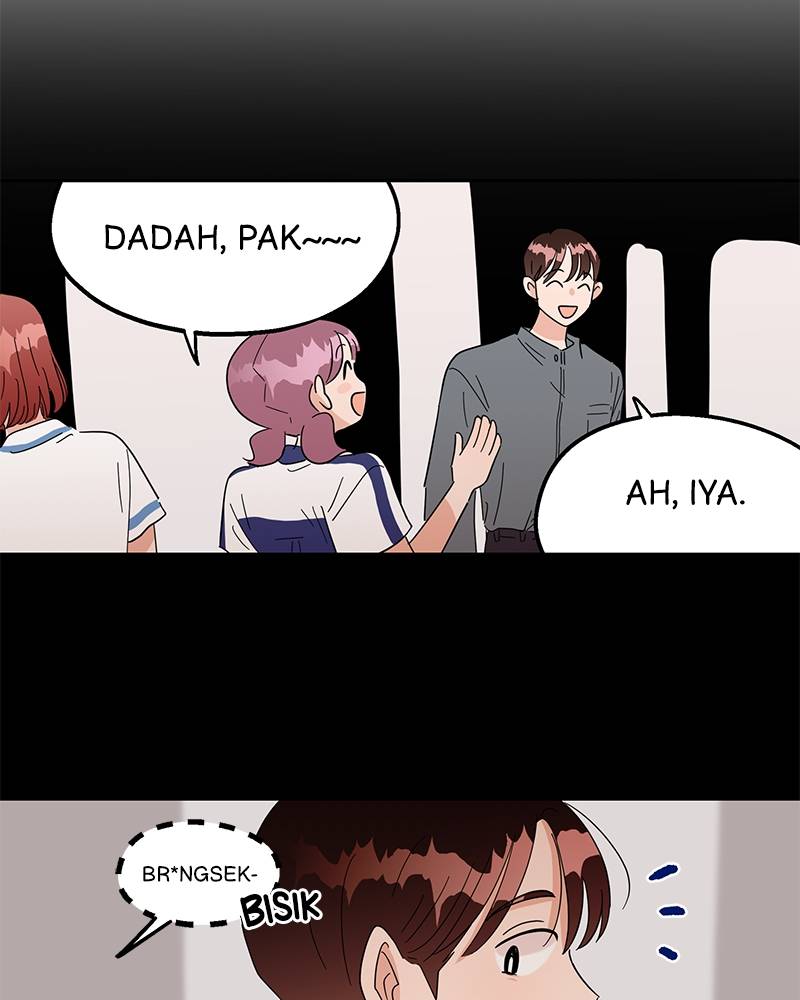 DADAH, PAK~~~
AH, IYA.
BR*NGSEK-
BISIK